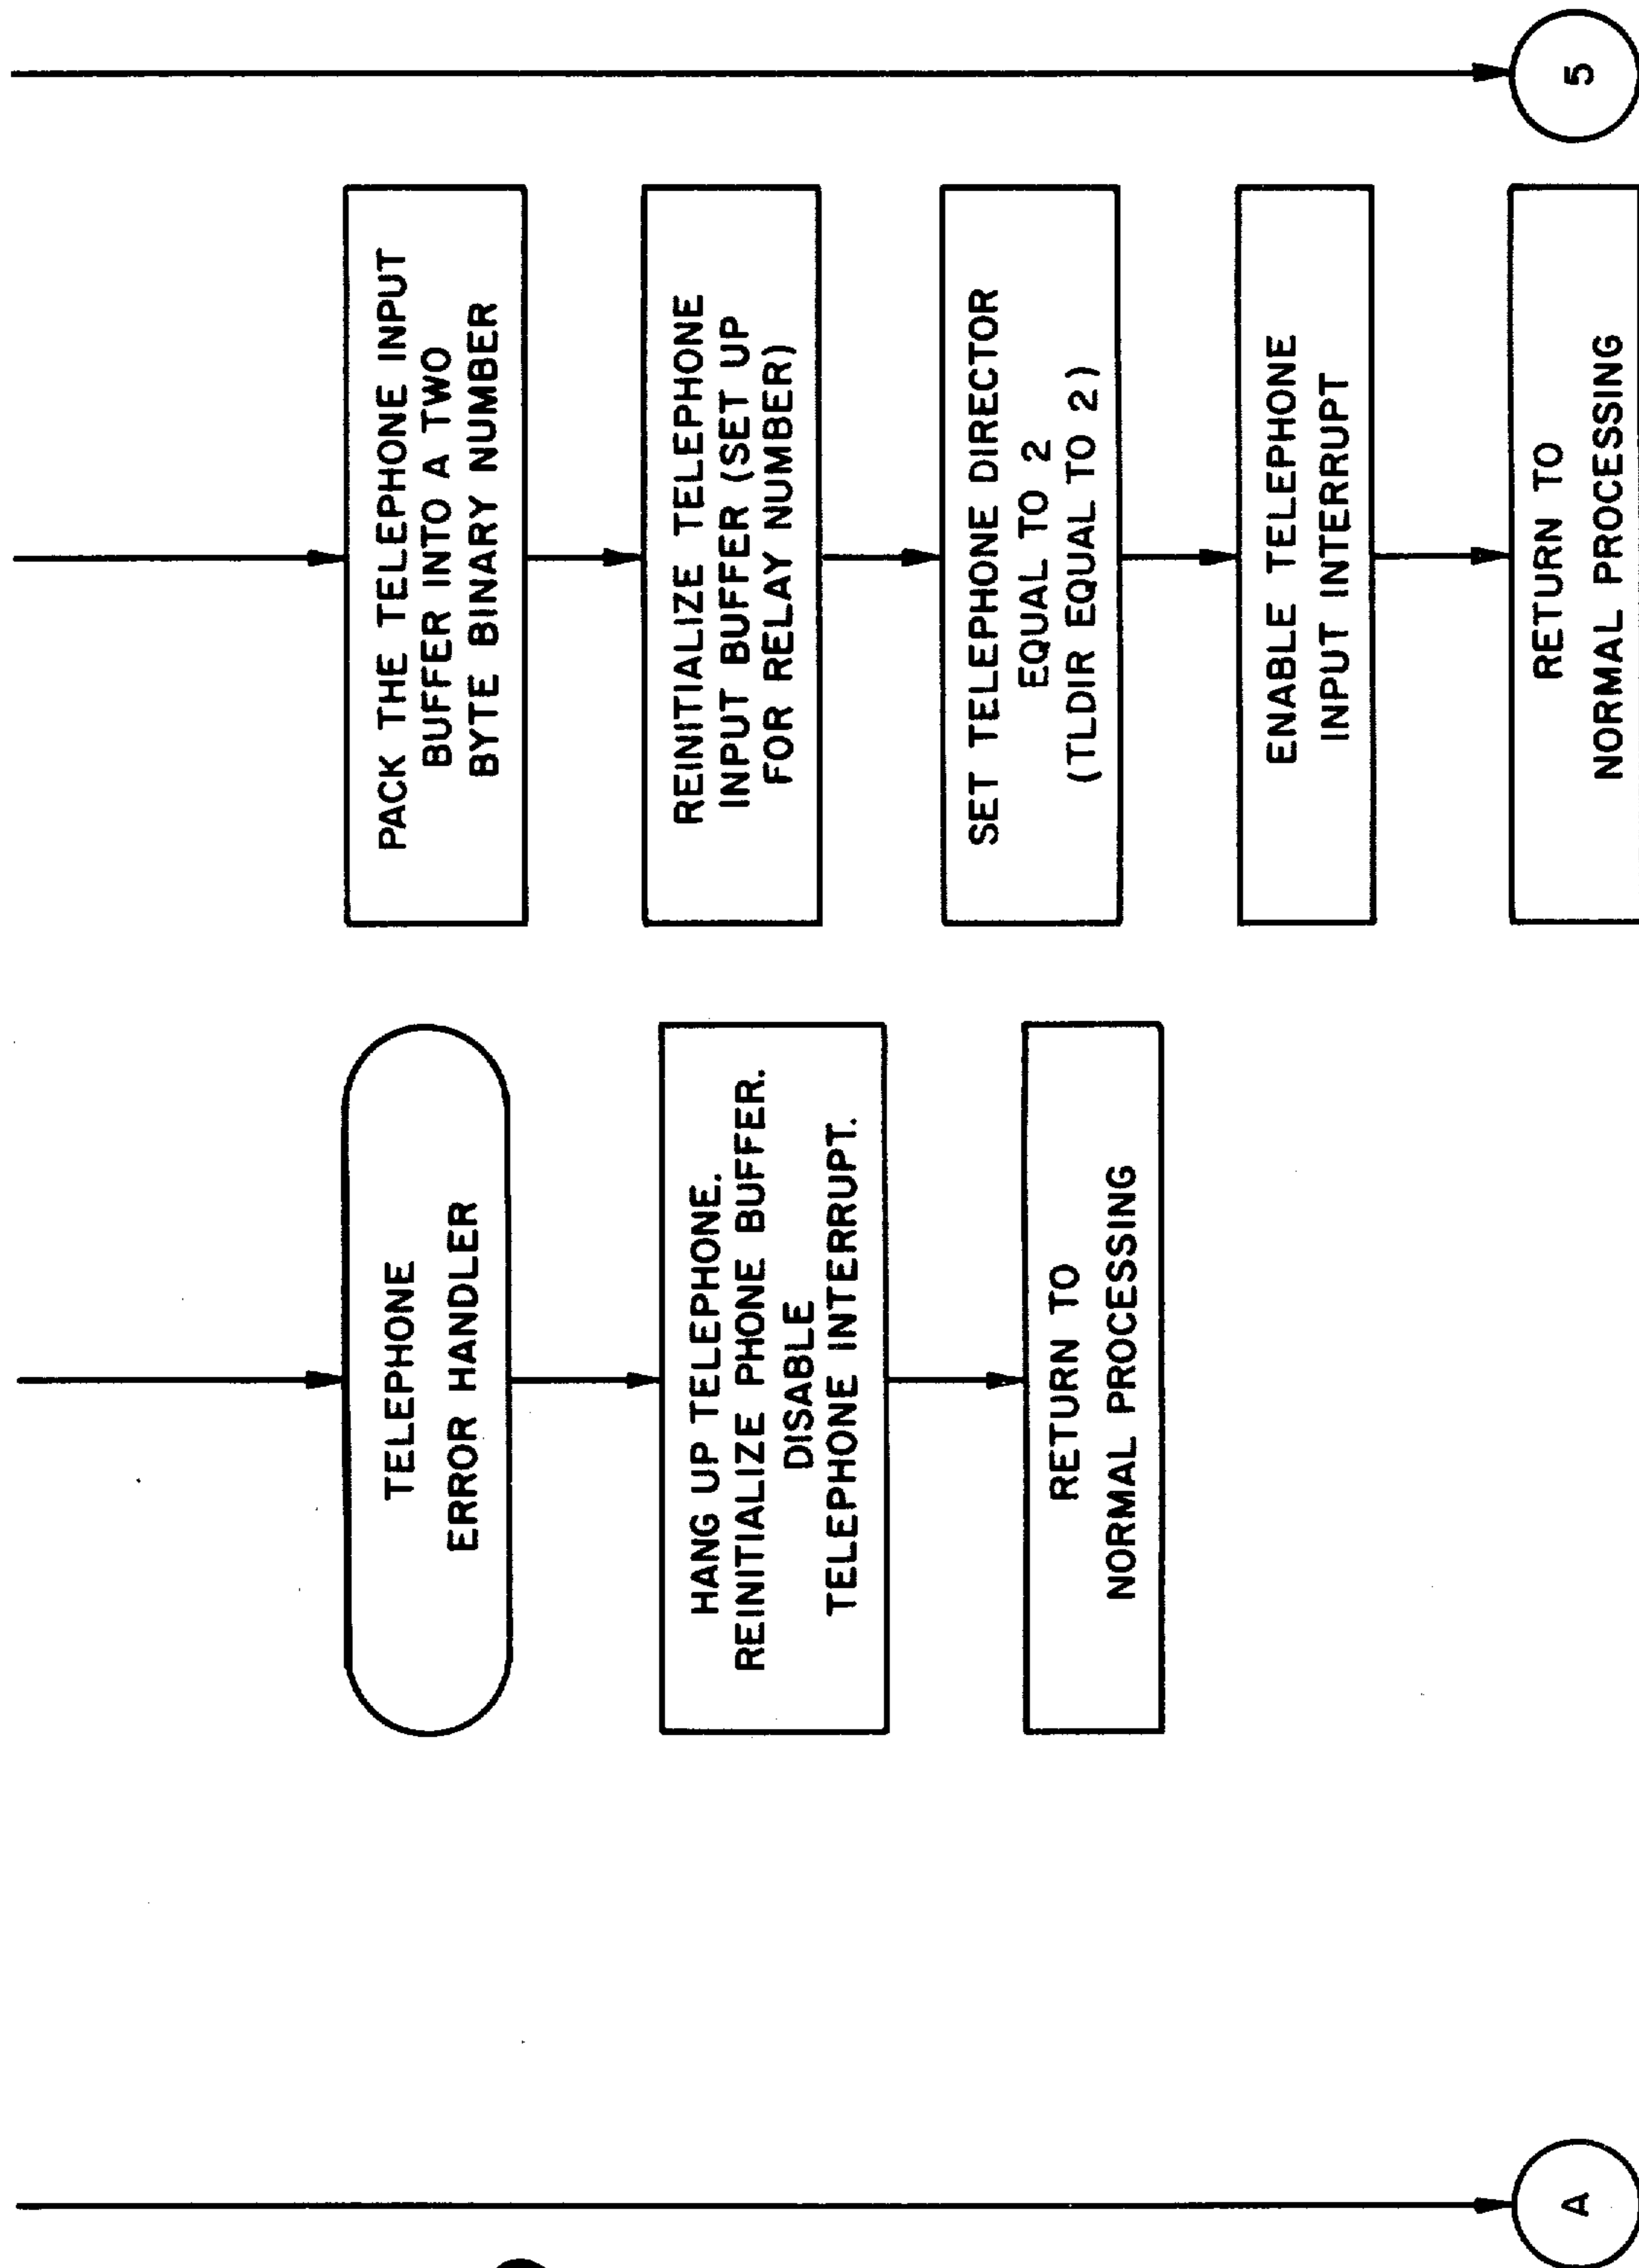 A
TELEPHONE
ERROR HANDLER
HANG UP TELEPHONE.
REINITIALIZE PHONE BUFFER.
DISABLE
TELEPHONE INTERRUPT.
RETURN TO
NORMAL PROCESSING
PACK THE TELEPHONE INPUT
BUFFER INTO A TWO
BYTE BINARY NUMBER
REINITIALIZE TELEPHONE
INPUT BUFFER (SET UP
FOR RELAY NUMBER)
SET TELEPHONE DIRECTOR
EQUAL TO 2
(TLDIR EQUAL TO 2)
ENABLE TELEPHONE
INPUT INTERRUPT
RETURN TO
NORMAL PROCESSING
5